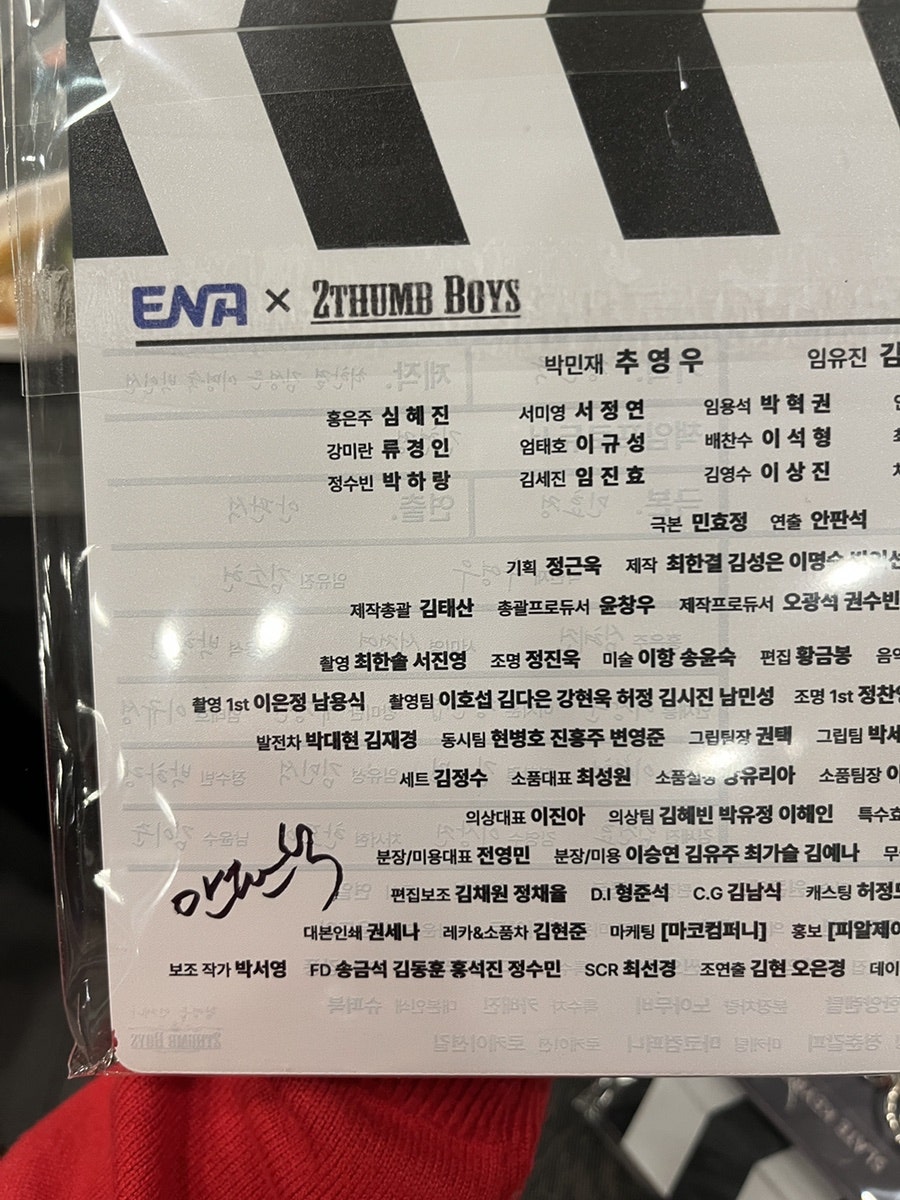 ENA × 2THUMB BOYS
박민재 추영우 임유진
홍은주 심혜진 서미영 서정연 임용석 박혁권
강미란 류경인 엄태호 이규성 배찬수 이석형
정수빈 박하랑 김세진 임진효 김영수 이상진
극본 민효정 연출 안판석
기획 정근욱 제작 최한결 김성은 이명수
제작총괄 김태산 총괄프로듀서 윤창우 제작프로듀서 오광석 권수빈
촬영 최한솔 서진영 조명 정진욱 미술 이항 송윤숙 편집 황금봉
촬영 1st 이은정 남용식 촬영팀 이호섭 김다은 강현욱 허정 김시진 남민성 조명 1st 정찬영
발전차 박대현 김재경 동시팀 현병호 진홍주 변영준 그립팀장 권택 그립팀
세트 김정수 소품대표 최성원 소품실장 소품팀장
의상대표 이진아 의상팀 김혜빈 박유정 이혜인
분장/미용대표 전영민 분장/미용 이승연 김유주 최가슬 김예나
편집보조 김채원 정채율 D.I 형준석 C.G 김남식 캐스팅
대본인쇄 권세나 레카&소품차 김현준 마케팅 [마코컴퍼니] 홍보
보조 작가 박서영 FD 송금석 김동훈 홍석진 정수민 SCR 최선경 조연출 김현 오은경